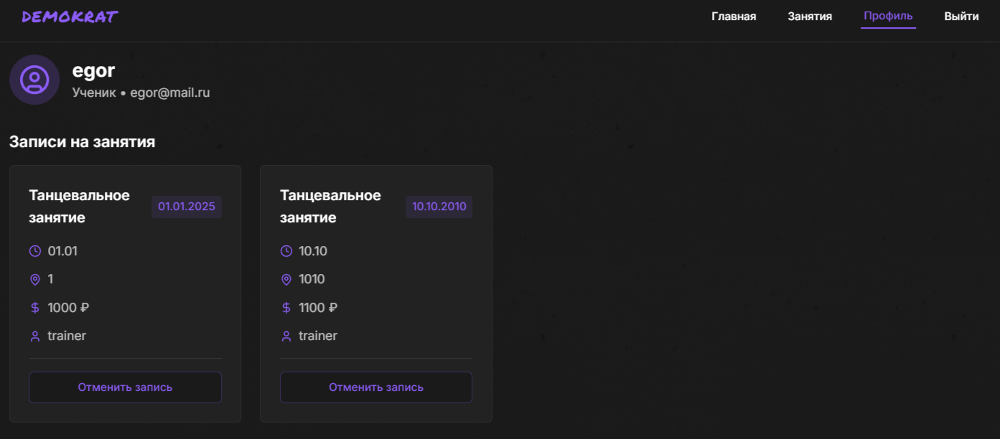 DEMOKRAT
Главная Занятия Профиль Выйти
egor
Ученик • egor@mail.ru
Записи на занятия
Танцевальное занятие
01.01.2025
01.01
1
$ 1000 ₽
trainer
Отменить запись
Танцевальное занятие
10.10.2010
10.10
1010
$ 1100 ₽
trainer
Отменить запись